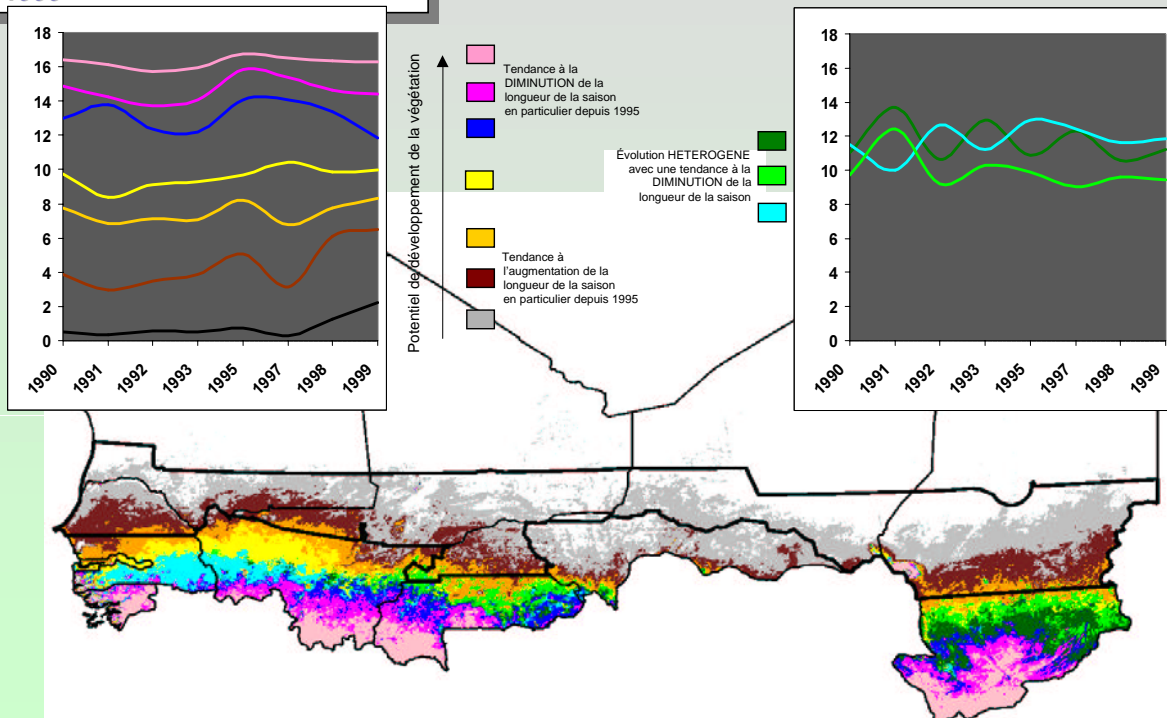 18
16
14
12
10
8
6
4
2
0
1990
1991
1992
1993
1995
1997
1998
1999
Potentiel de développement de la végétation
Tendance à la
DIMINUTION de la
longueur de la saison
en particulier depuis 1995
Tendance à
l'augmentation de la
longueur de la saison
en particulier depuis 1995
Évolution HETEROGENE
avec une tendance à la
DIMINUTION de la
longueur de la saison
18
16
14
12
10
8
6
4
2
0
1990
1991
1992
1993
1995
1997
1998
1999